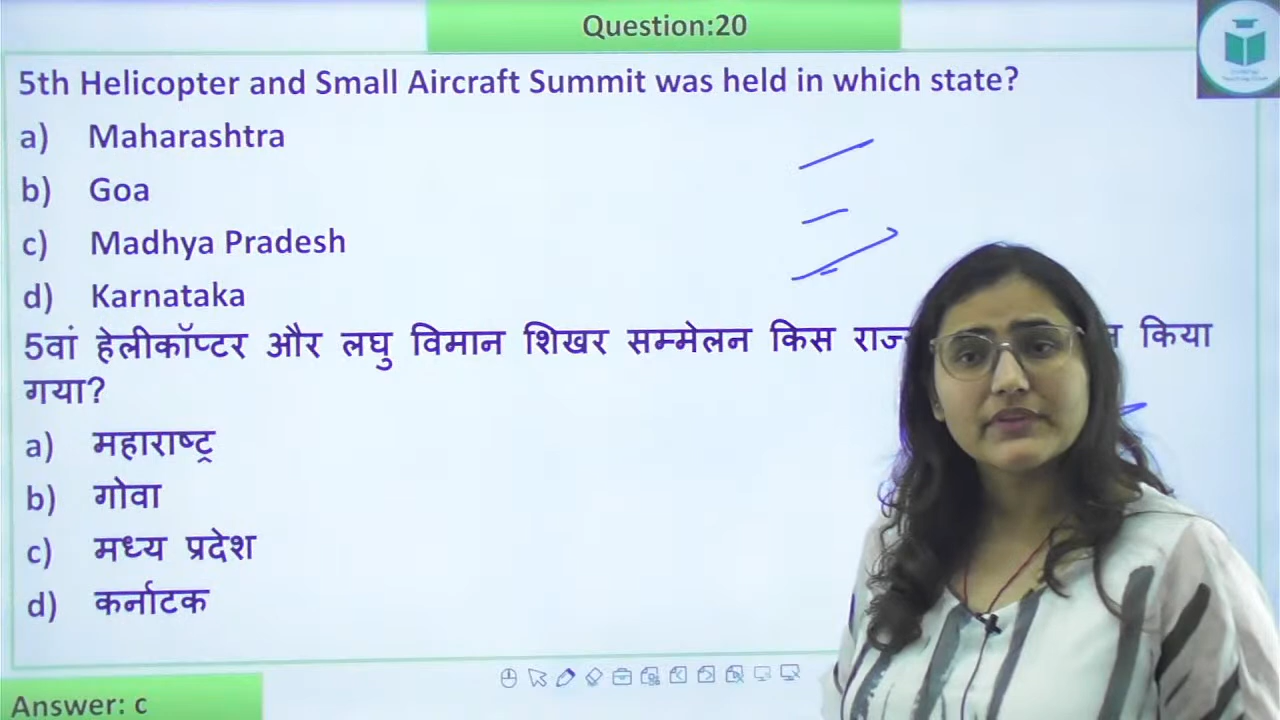 Question:20
5th Helicopter and Small Aircraft Summit was held in which state?
a) Maharashtra
b) Goa
c) Madhya Pradesh
d) Karnataka
5वां हेलीकॉप्टर और लघु विमान शिखर सम्मेलन किस किया
गया?
a) महाराष्ट्र
b) गोवा
c) मध्य प्रदेश
d) कर्नाटक
Answer: c